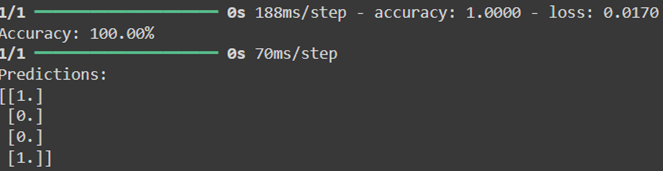 1/1 ━━━━━━━━━━━━━━━━━━━━ 0s 188ms/step - accuracy: 1.0000 - loss: 0.0170
Accuracy: 100.00%
1/1 ━━━━━━━━━━━━━━━━━━━━ 0s 70ms/step
Predictions:
[[1.]
 [0.]
 [0.]
 [1.]]